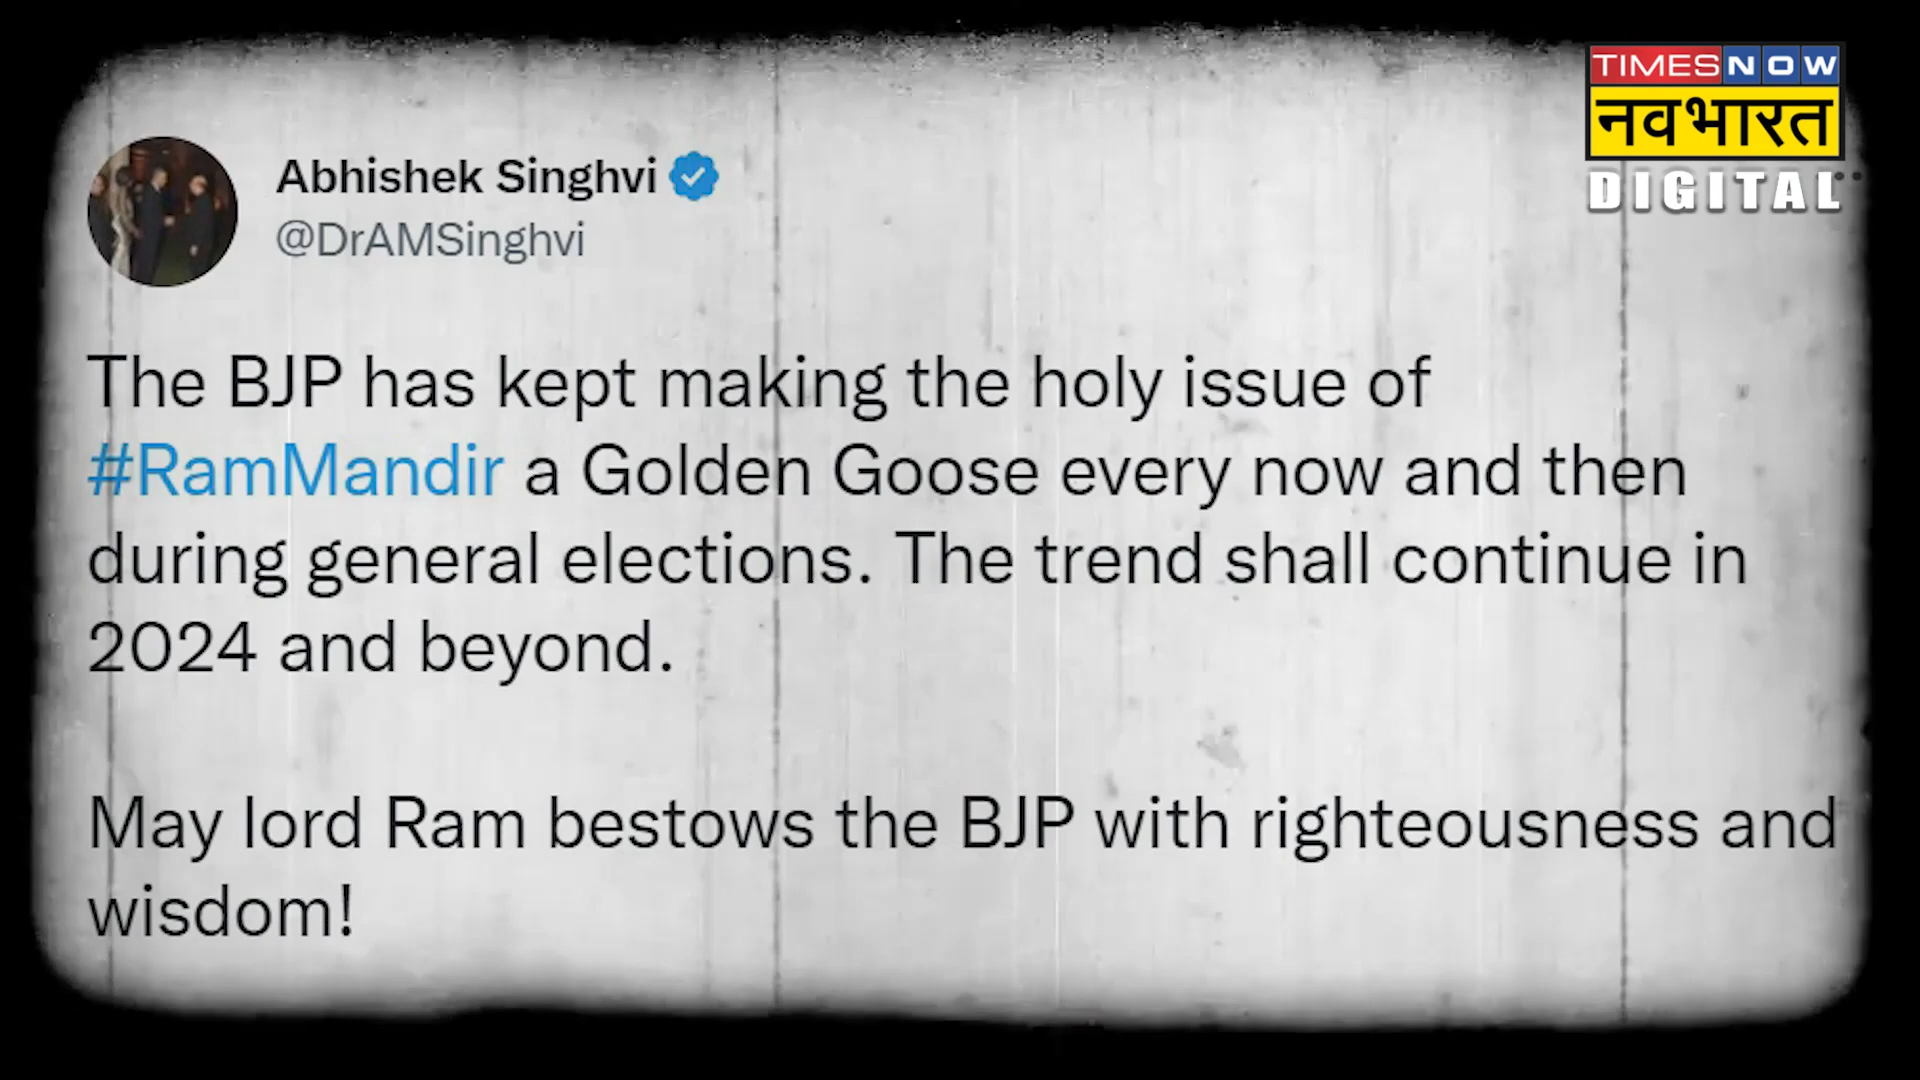 TIMES NOW
नवभारत
DIGITAL
Abhishek Singhvi
@DrAMSinghvi
The BJP has kept making the holy issue of
#RamMandir a Golden Goose every now and then
during general elections. The trend shall continue in
2024 and beyond.
May lord Ram bestows the BJP with righteousness and
wisdom!